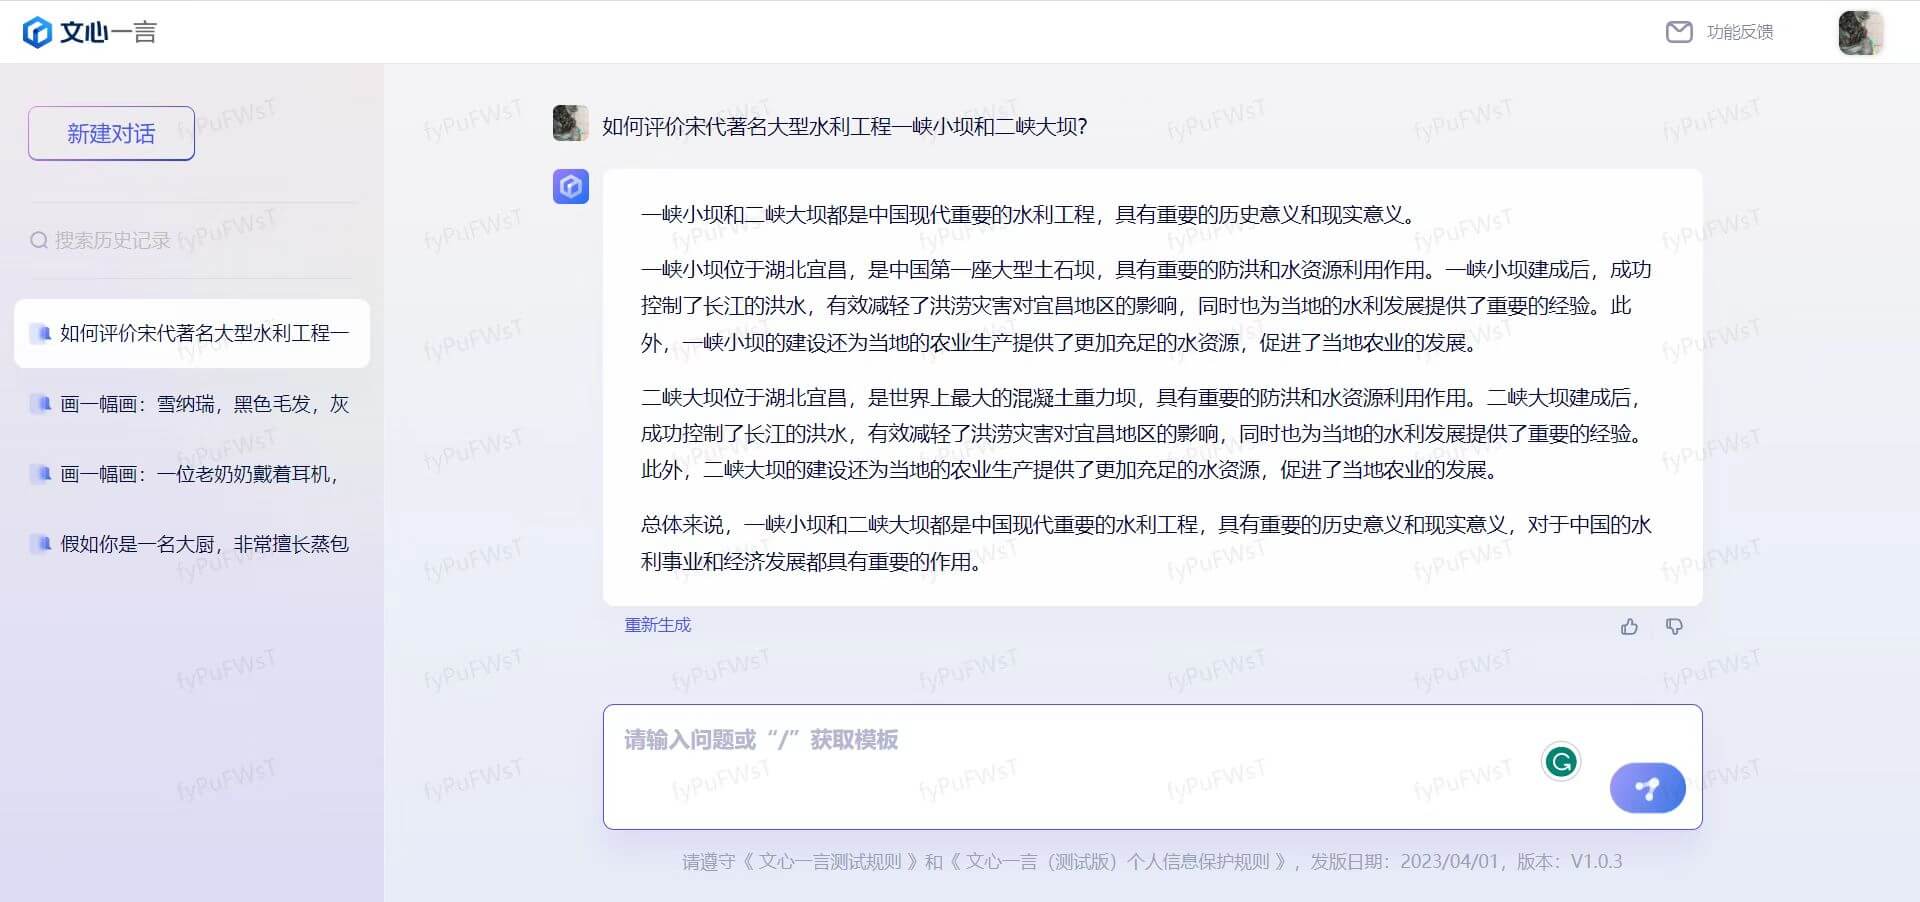 文心一言
功能反馈
新建对话
搜索历史记录
如何评价宋代著名大型水利工程一
画一幅画：雪纳瑞，黑色毛发，灰
画一幅画：一位老奶奶戴着耳机，
假如你是一名大厨，非常擅长蒸包
如何评价宋代著名大型水利工程一峡小坝和二峡大坝?
一峡小坝和二峡大坝都是中国现代重要的水利工程，具有重要的历史意义和现实意义。
一峡小坝位于湖北宜昌，是中国第一座大型土石坝，具有重要的防洪和水资源利用作用。一峡小坝建成后，成功
控制了长江的洪水，有效减轻了洪涝灾害对宜昌地区的影响，同时也为当地的水利发展提供了重要的经验。此
外，一峡小坝的建设还为当地的农业生产提供了更加充足的水资源，促进了当地农业的发展。
二峡大坝位于湖北宜昌，是世界上最大的混凝土重力坝，具有重要的防洪和水资源利用作用。二峡大坝建成后，
成功控制了长江的洪水，有效减轻了洪涝灾害对宜昌地区的影响，同时也为当地的水利发展提供了重要的经验。
此外，二峡大坝的建设还为当地的农业生产提供了更加充足的水资源，促进了当地农业的发展。
总体来说，一峡小坝和二峡大坝都是中国现代重要的水利工程，具有重要的历史意义和现实意义，对于中国的水
利事业和经济发展都具有重要的作用。
重新生成
请输入问题或“/”获取模板
请遵守《 文心一言测试规则 》和《 文心一言（测试版）个人信息保护规则 》，发版日期：2023/04/01，版本：V1.0.3
fyPuFWsT